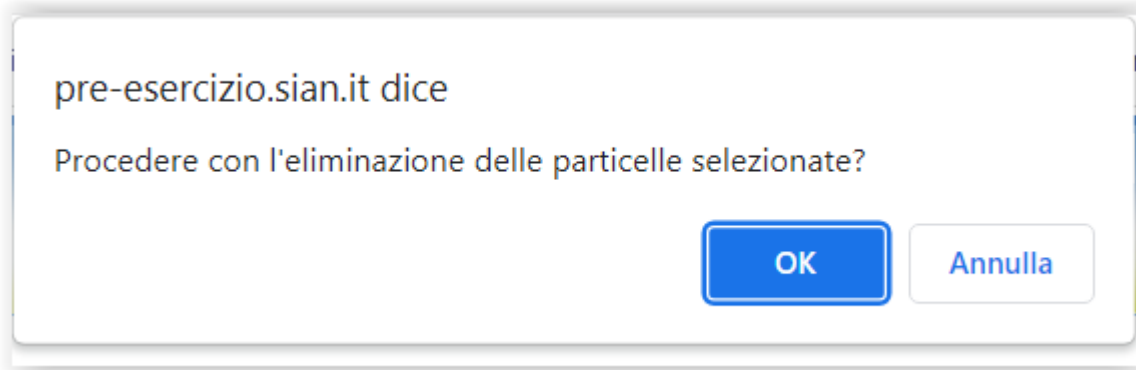 pre-esercizio.sian.it dice
Procedere con l'eliminazione delle particelle selezionate?
OK
Annulla